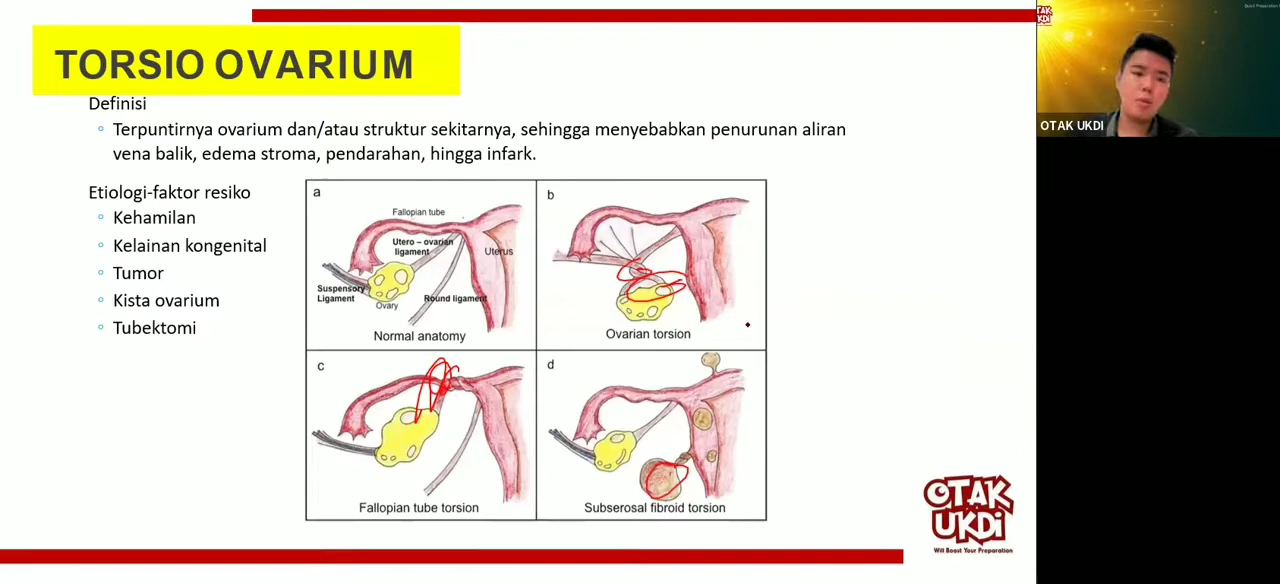 TORSIO OVARIUM
Definisi
Terpuntirnya ovarium dan/atau struktur sekitarnya, sehingga menyebabkan penurunan aliran
vena balik, edema stroma, pendarahan, hingga infark.
Etiologi-faktor resiko
Kehamilan
Kelainan kongenital
Tumor
Kista ovarium
Tubektomi
a
Fallopian tube
Utero – ovarian
ligament
Uterus
Suspensory
Ligament
Ovary
Round ligament
Normal anatomy
b
Ovarian torsion
c
Fallopian tube torsion
d
Subserosal fibroid torsion
OTAK
UKDI
Will Boost Your Preparation
OTAK UKDI